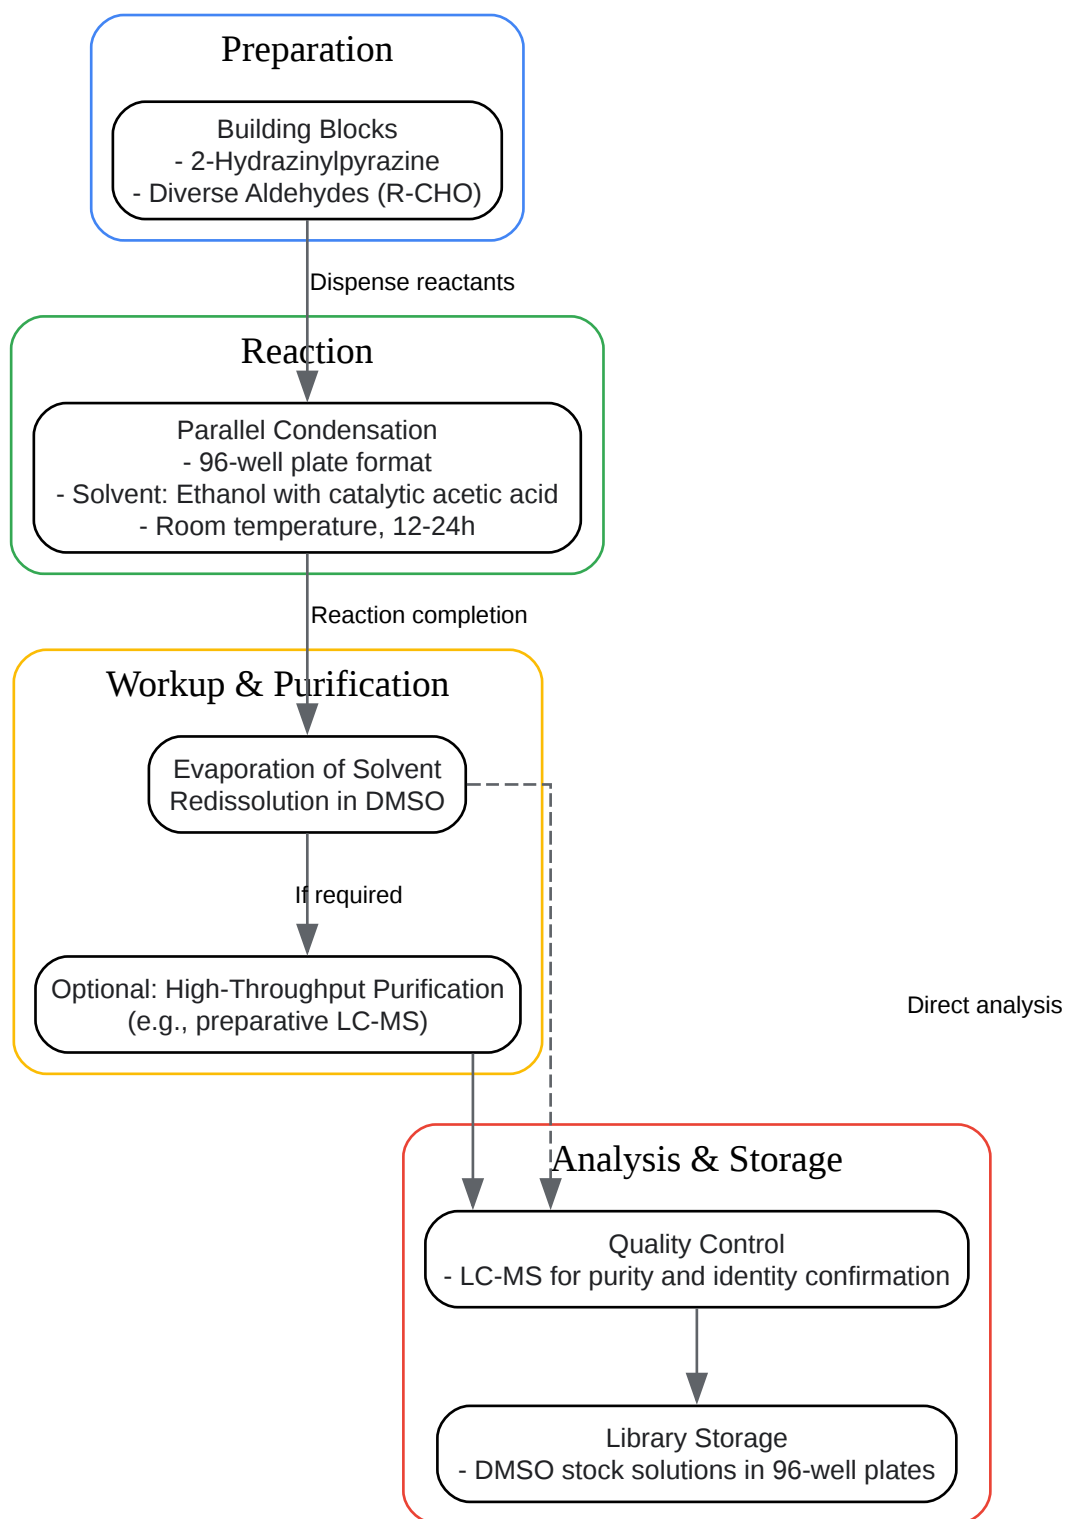 Preparation
Building Blocks
- 2-Hydrazinylpyrazine
- Diverse Aldehydes (R-CHO)
Dispense reactants
Reaction
Parallel Condensation
- 96-well plate format
- Solvent: Ethanol with catalytic acetic acid
- Room temperature, 12-24h
Reaction completion
Workup & Purification
Evaporation of Solvent
Redissolution in DMSO
If required
Optional: High-Throughput Purification
(e.g., preparative LC-MS)
Direct analysis
Analysis & Storage
Quality Control
- LC-MS for purity and identity confirmation
Library Storage
- DMSO stock solutions in 96-well plates